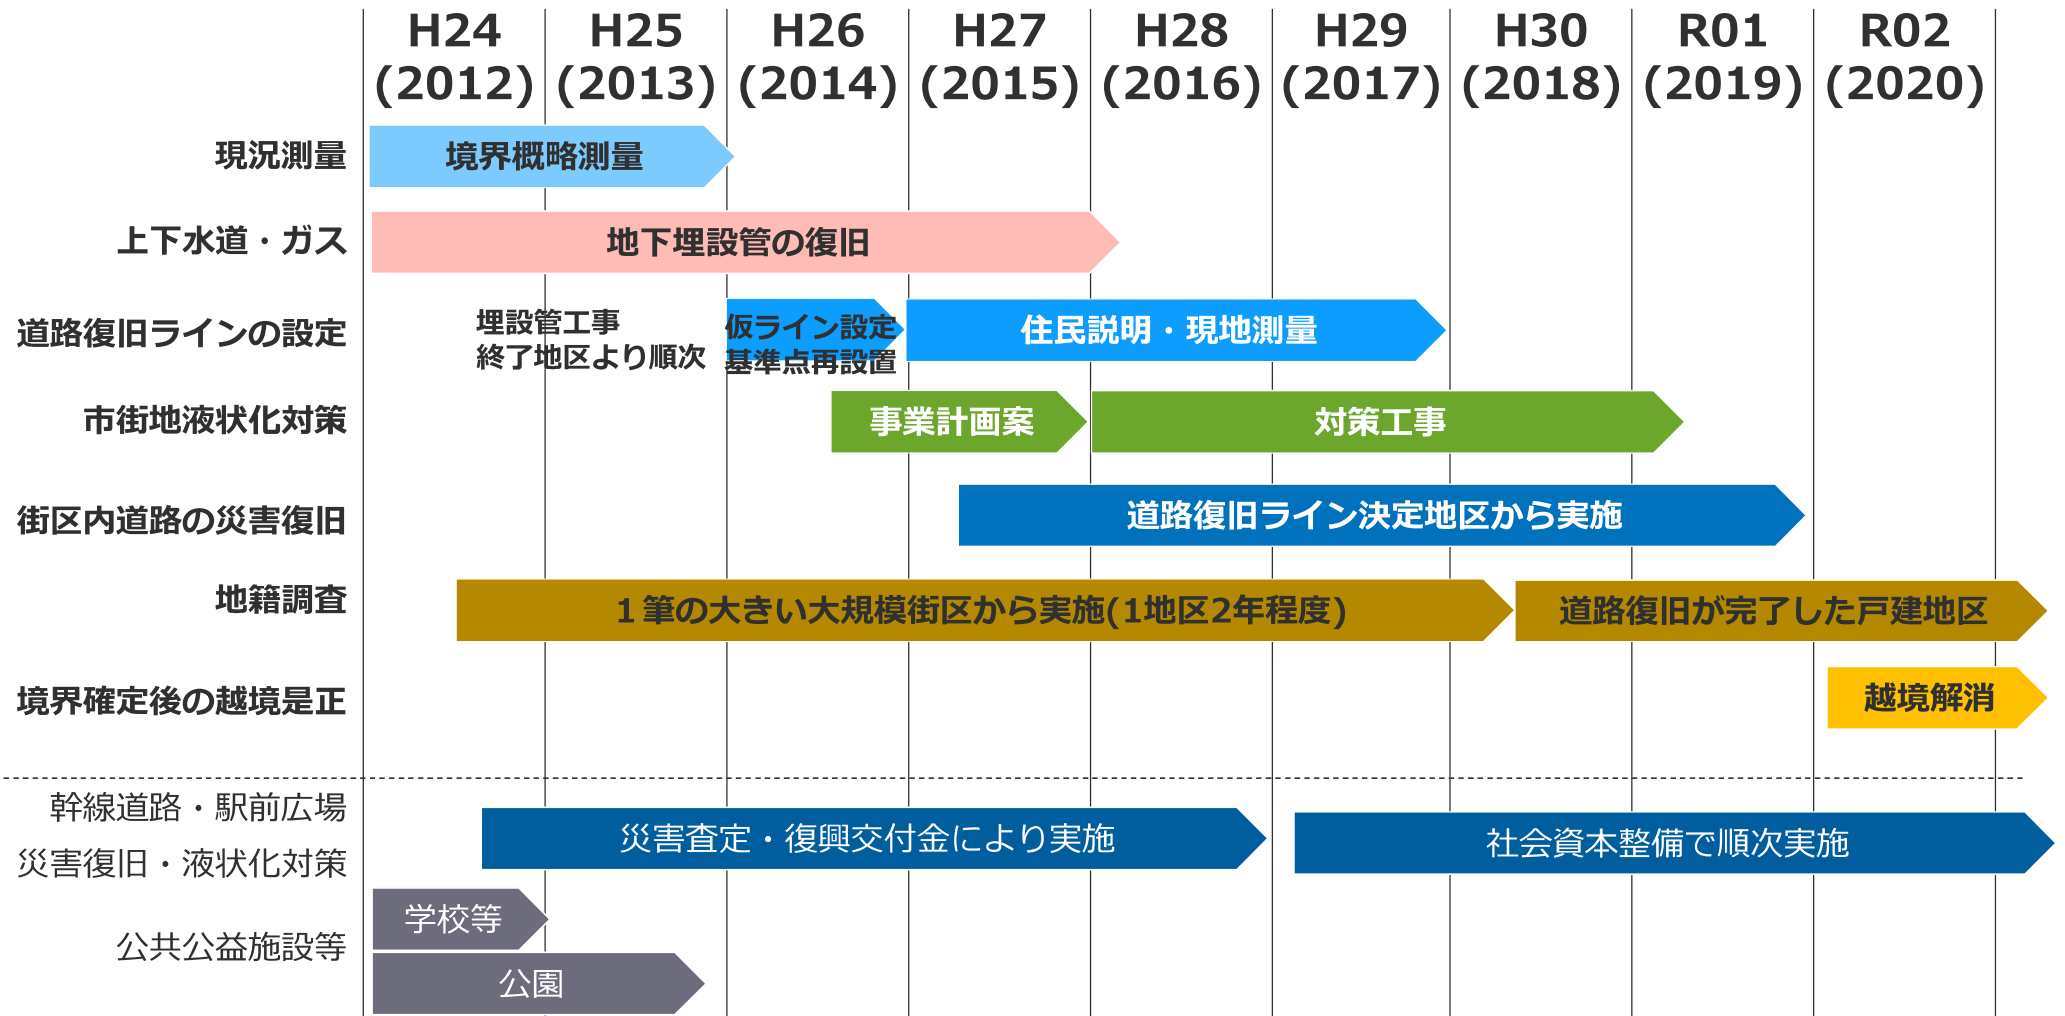 H24 H25 H26 H27 H28 H29 H30 R01 R02
(2012) (2013) (2014) (2015) (2016) (2017) (2018) (2019) (2020)
現況測量
境界概略測量
上下水道・ガス
地下埋設管の復旧
道路復旧ラインの設定
埋設管工事
終了地区より順次
仮ライン設定
基準点再設置
住民説明・現地測量
市街地液状化対策
事業計画案
対策工事
街区内道路の災害復旧
道路復旧ライン決定地区から実施
地籍調査
１筆の大きい大規模街区から実施(1地区2年程度)
道路復旧が完了した戸建地区
境界確定後の越境是正
越境解消
幹線道路・駅前広場
災害復旧・液状化対策
災害査定・復興交付金により実施
社会資本整備で順次実施
公共公益施設等
学校等
公園